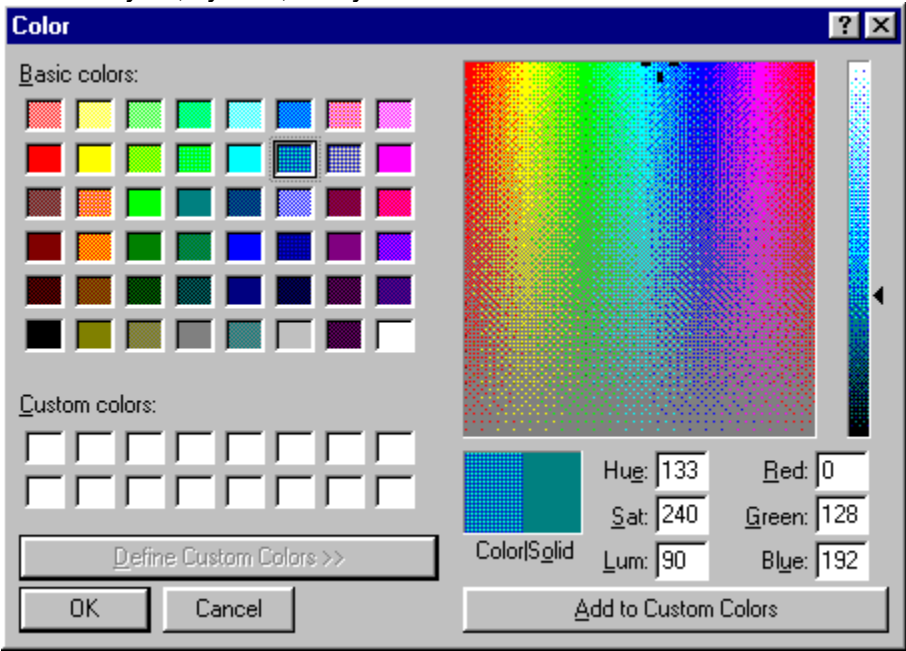 Color
Basic colors:
Custom colors:
Define Custom Colors >>
OK
Cancel
Color|Solid
Hue: 133
Sat: 240
Lum: 90
Red: 0
Green: 128
Blue: 192
Add to Custom Colors